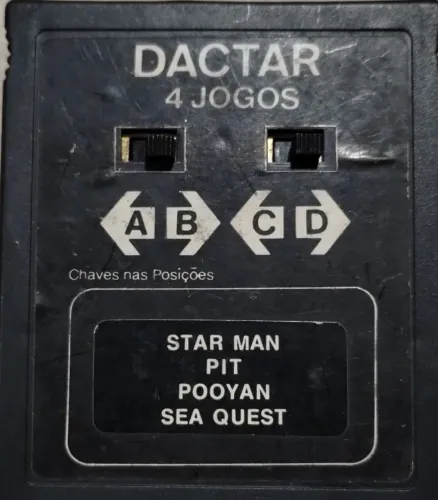 DACTAR
4 JOGOS
A B C D
Chaves nas Posições
STAR MAN
PIT
POOYAN
SEA QUEST